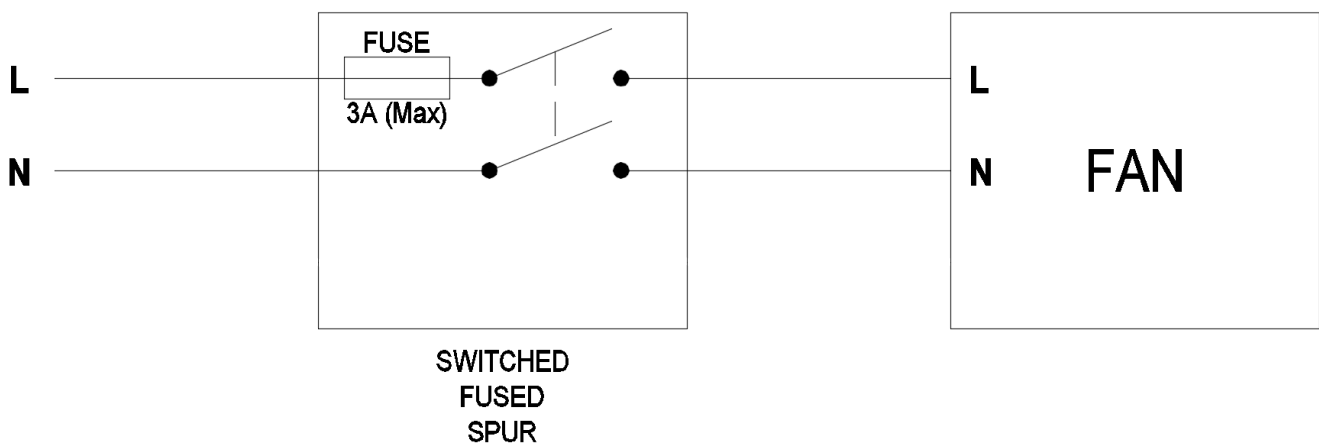 FUSE
L
3A (Max)
L
N
N
FAN
SWITCHED
FUSED
SPUR